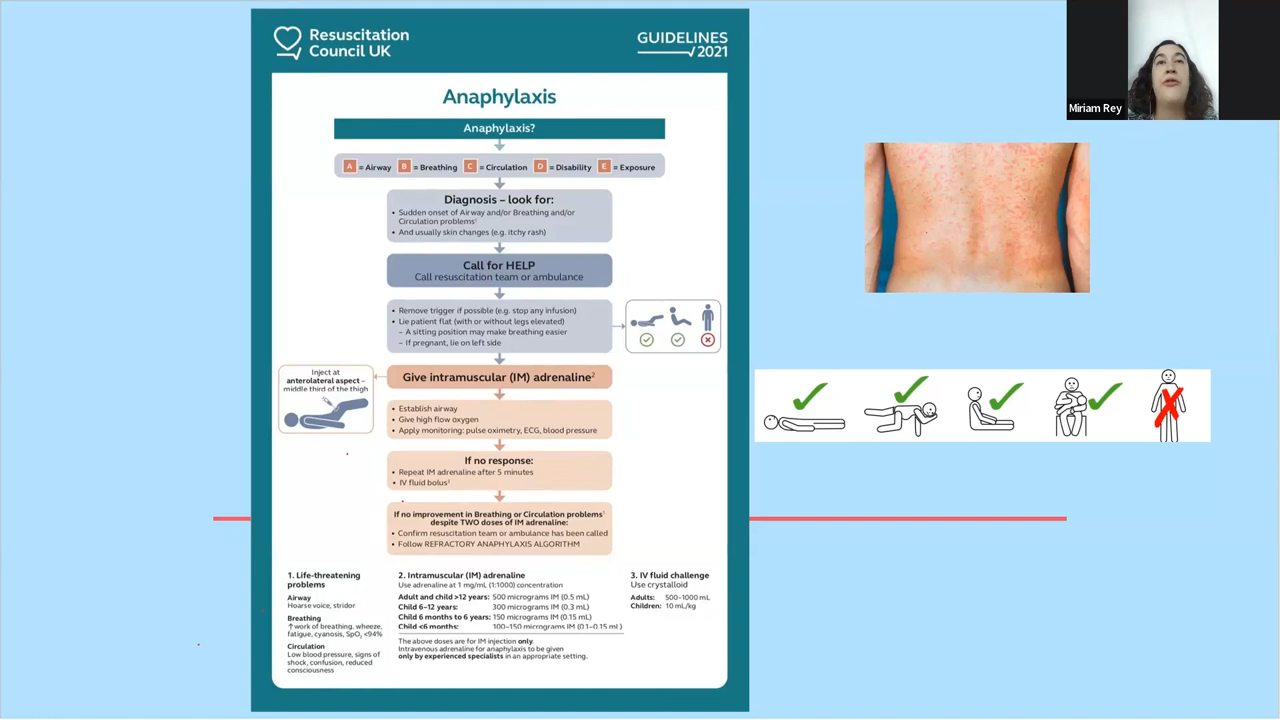 Resuscitation
Council UK
GUIDELINES
2021
Anaphylaxis
Anaphylaxis?
A = Airway B = Breathing C = Circulation D = Disability E = Exposure
Diagnosis – look for:
• Sudden onset of Airway and/or Breathing and/or
Circulation problems¹
• And usually skin changes (e.g. itchy rash)
Call for HELP
Call resuscitation team or ambulance
• Remove trigger if possible (e.g. stop any infusion)
• Lie patient flat (with or without legs elevated)
– A sitting position may make breathing easier
– If pregnant, lie on left side
Inject at
anterolateral aspect –
middle third of the thigh
Give intramuscular (IM) adrenaline²
• Establish airway
• Give high flow oxygen
• Apply monitoring: pulse oximetry, ECG, blood pressure
If no response:
• Repeat IM adrenaline after 5 minutes
• IV fluid bolus³
If no improvement in Breathing or Circulation problems¹
despite TWO doses of IM adrenaline:
• Confirm resuscitation team or ambulance has been called
• Follow REFRACTORY ANAPHYLAXIS ALGORITHM
1. Life-threatening
problems
Airway
Hoarse voice, stridor
Breathing
↑work of breathing, wheeze,
fatigue, cyanosis, SpO₂ <94%
Circulation
Low blood pressure, signs of
shock, confusion, reduced
consciousness
2. Intramuscular (IM) adrenaline
Use adrenaline at 1 mg/mL (1:1000) concentration
Adult and child >12 years: 500 micrograms IM (0.5 mL)
Child 6–12 years: 300 micrograms IM (0.3 mL)
Child 6 months to 6 years: 150 micrograms IM (0.15 mL)
Child <6 months: 100–150 micrograms IM (0.1–0.15 mL)
The above doses are for IM injection only.
Intravenous adrenaline for anaphylaxis to be given
only by experienced specialists in an appropriate setting.
3. IV fluid challenge
Use crystalloid
Adults: 500–1000 mL
Children: 10 mL/kg
Miriam Rey